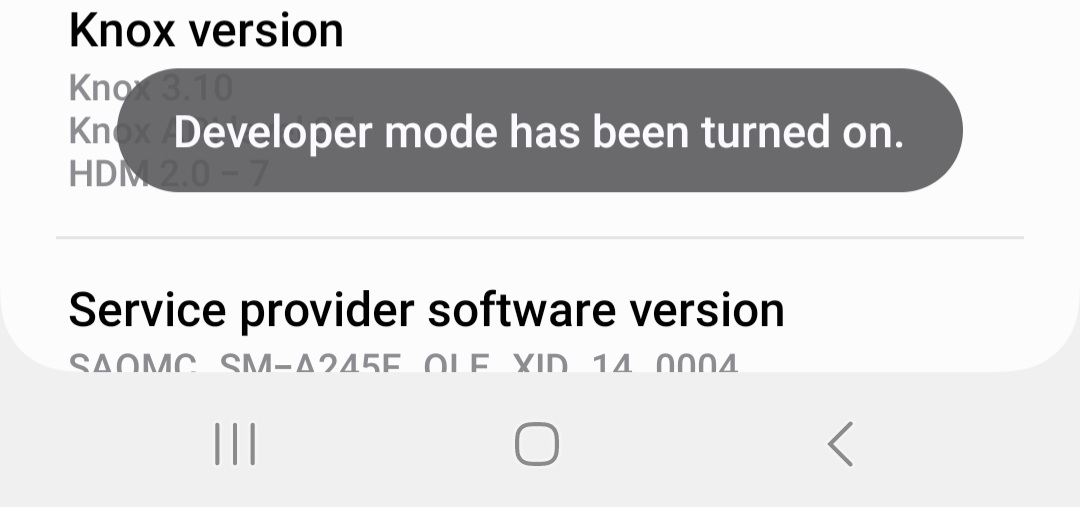 Knox version
Knox 3.10
Developer mode has been turned on.
Knox
HDM 2.0 – 7
Service provider software version
SAOMC_SM-A245F_OLE_XID_14_0004